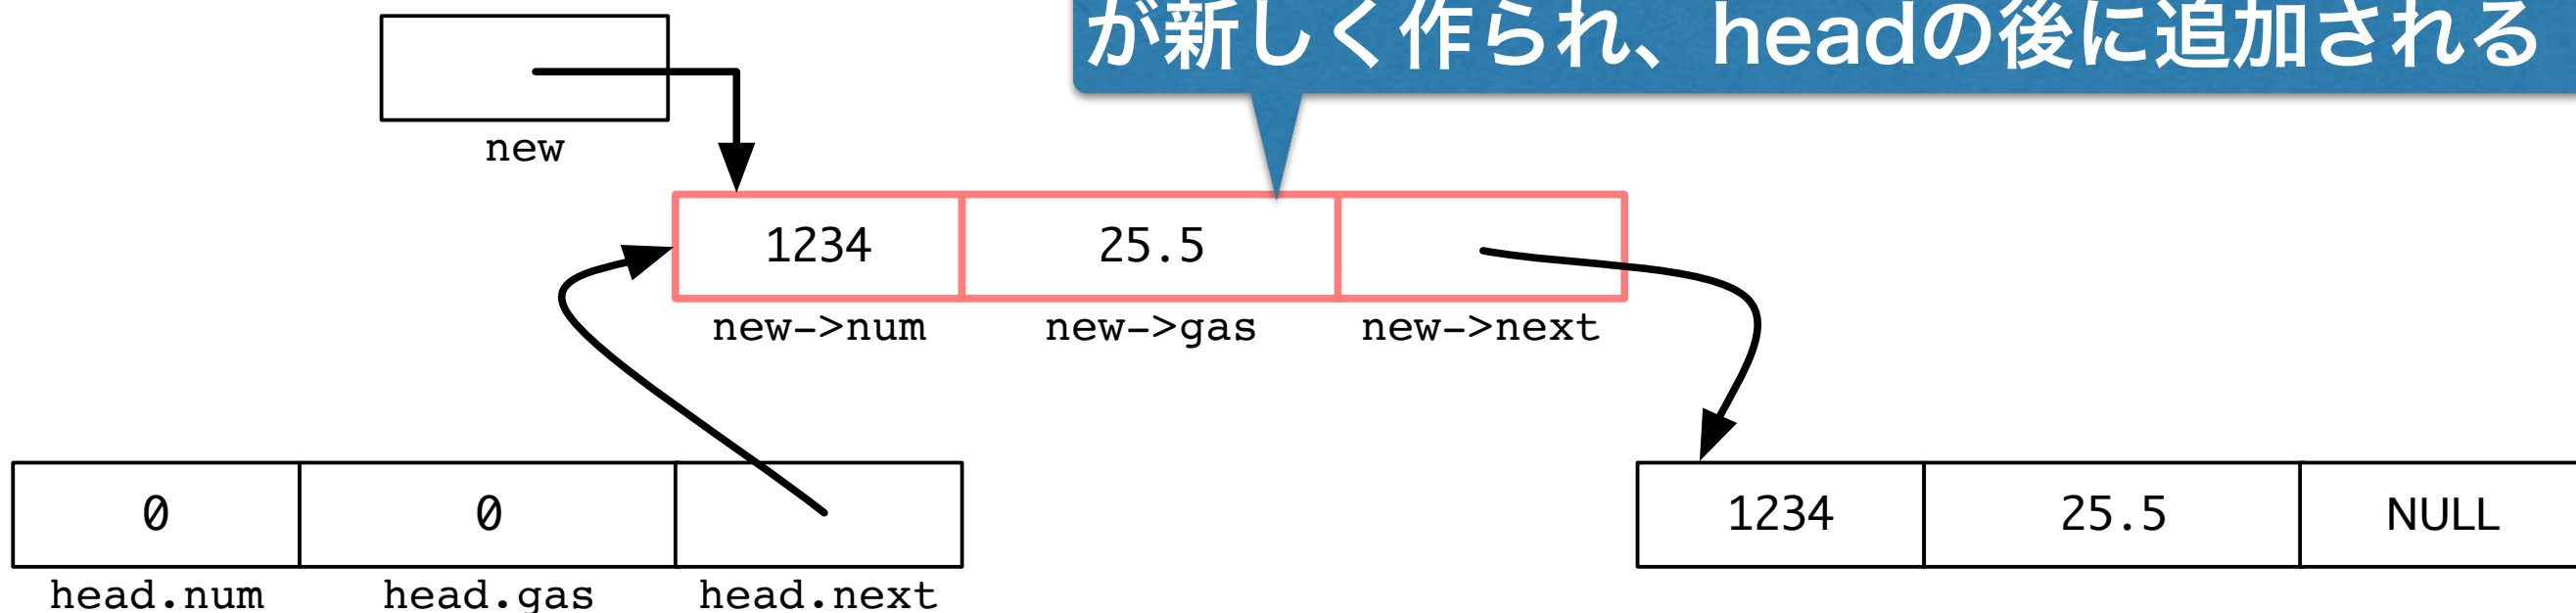 が新しく作られ、headの後に追加される
new
1234 25.5
new->num new->gas new->next
0 0
1234 25.5 NULL
head.num head.gas head.next